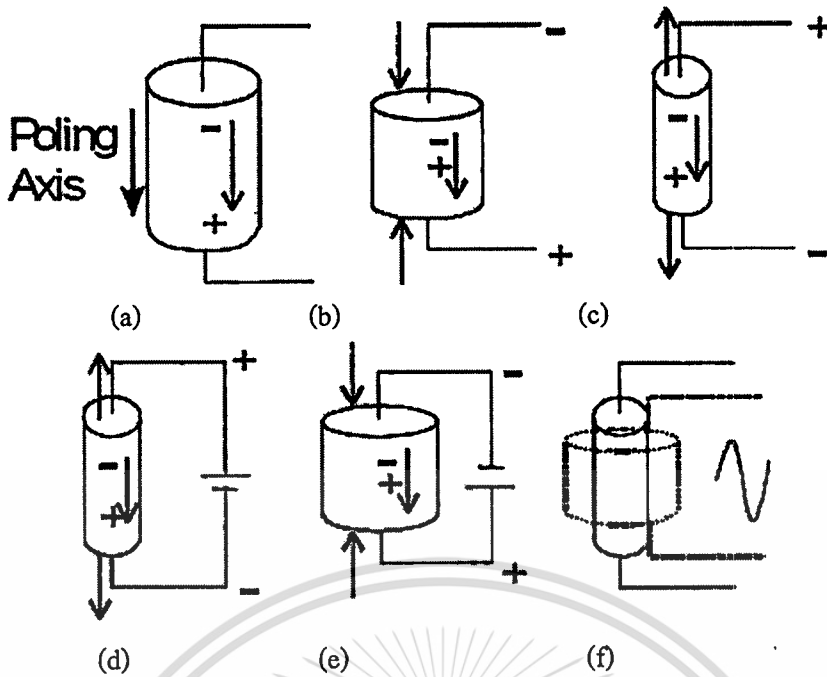 Poling
Axis
-
+
-
+
-
+
-
+
+
-
(a)
(b)
(c)
+
-
+
-
-
+
-
+
(d)
(e)
(f)